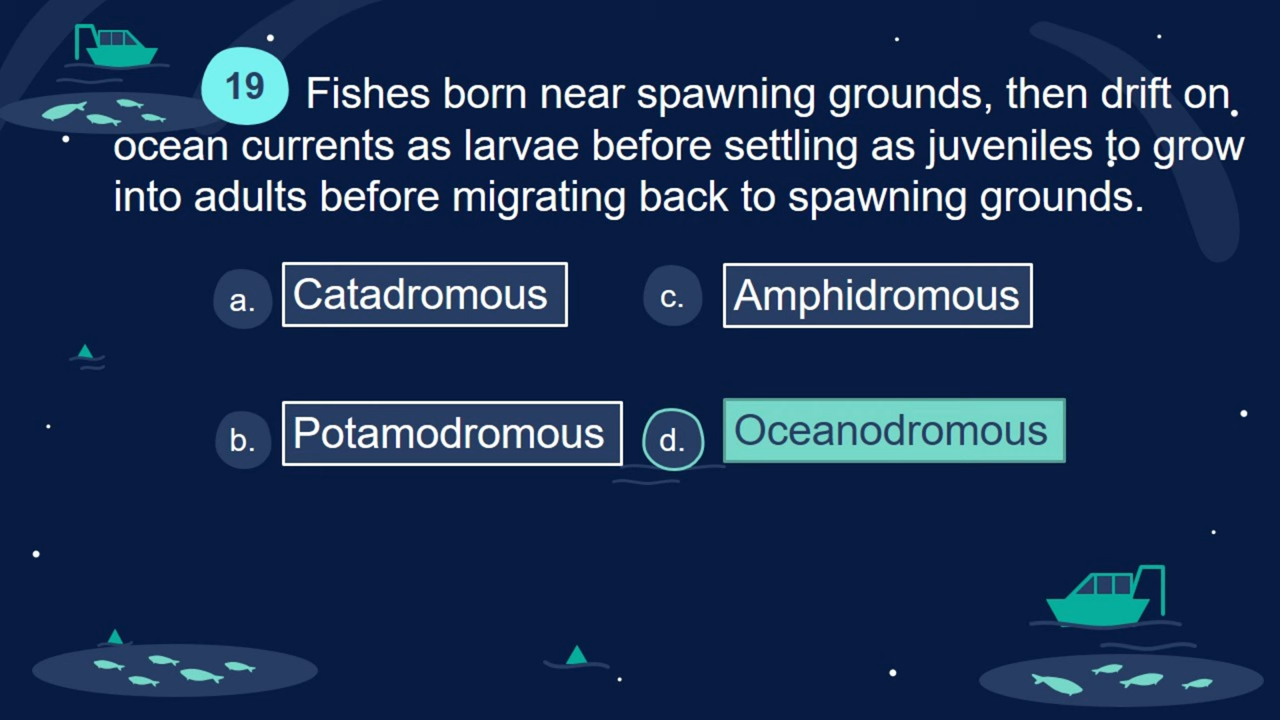 19 Fishes born near spawning grounds, then drift on
ocean currents as larvae before settling as juveniles to grow
into adults before migrating back to spawning grounds.
a. Catadromous
c. Amphidromous
b. Potamodromous
d. Oceanodromous